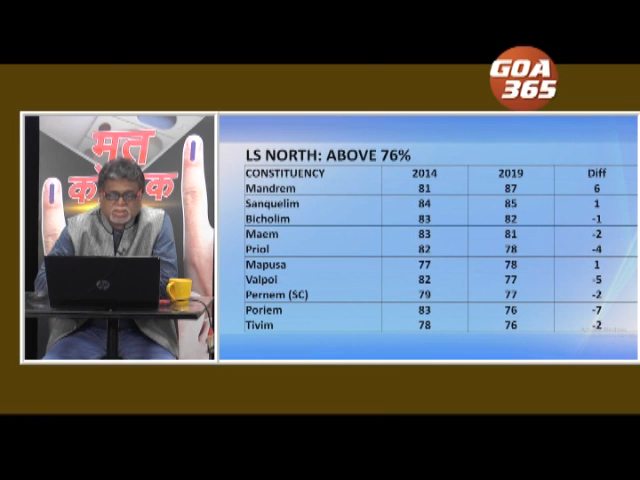 GOA
365
मत
LS NORTH: ABOVE 76%
CONSTITUENCY 2014 2019 Diff
Mandrem 81 87 6
Sanquelim 84 85 1
Bicholim 83 82 -1
Maem 83 81 -2
Priol 82 78 -4
Mapusa 77 78 1
Valpoi 82 77 -5
Pernem (SC) 79 77 -2
Poriem 83 76 -7
Tivim 78 76 -2
hp